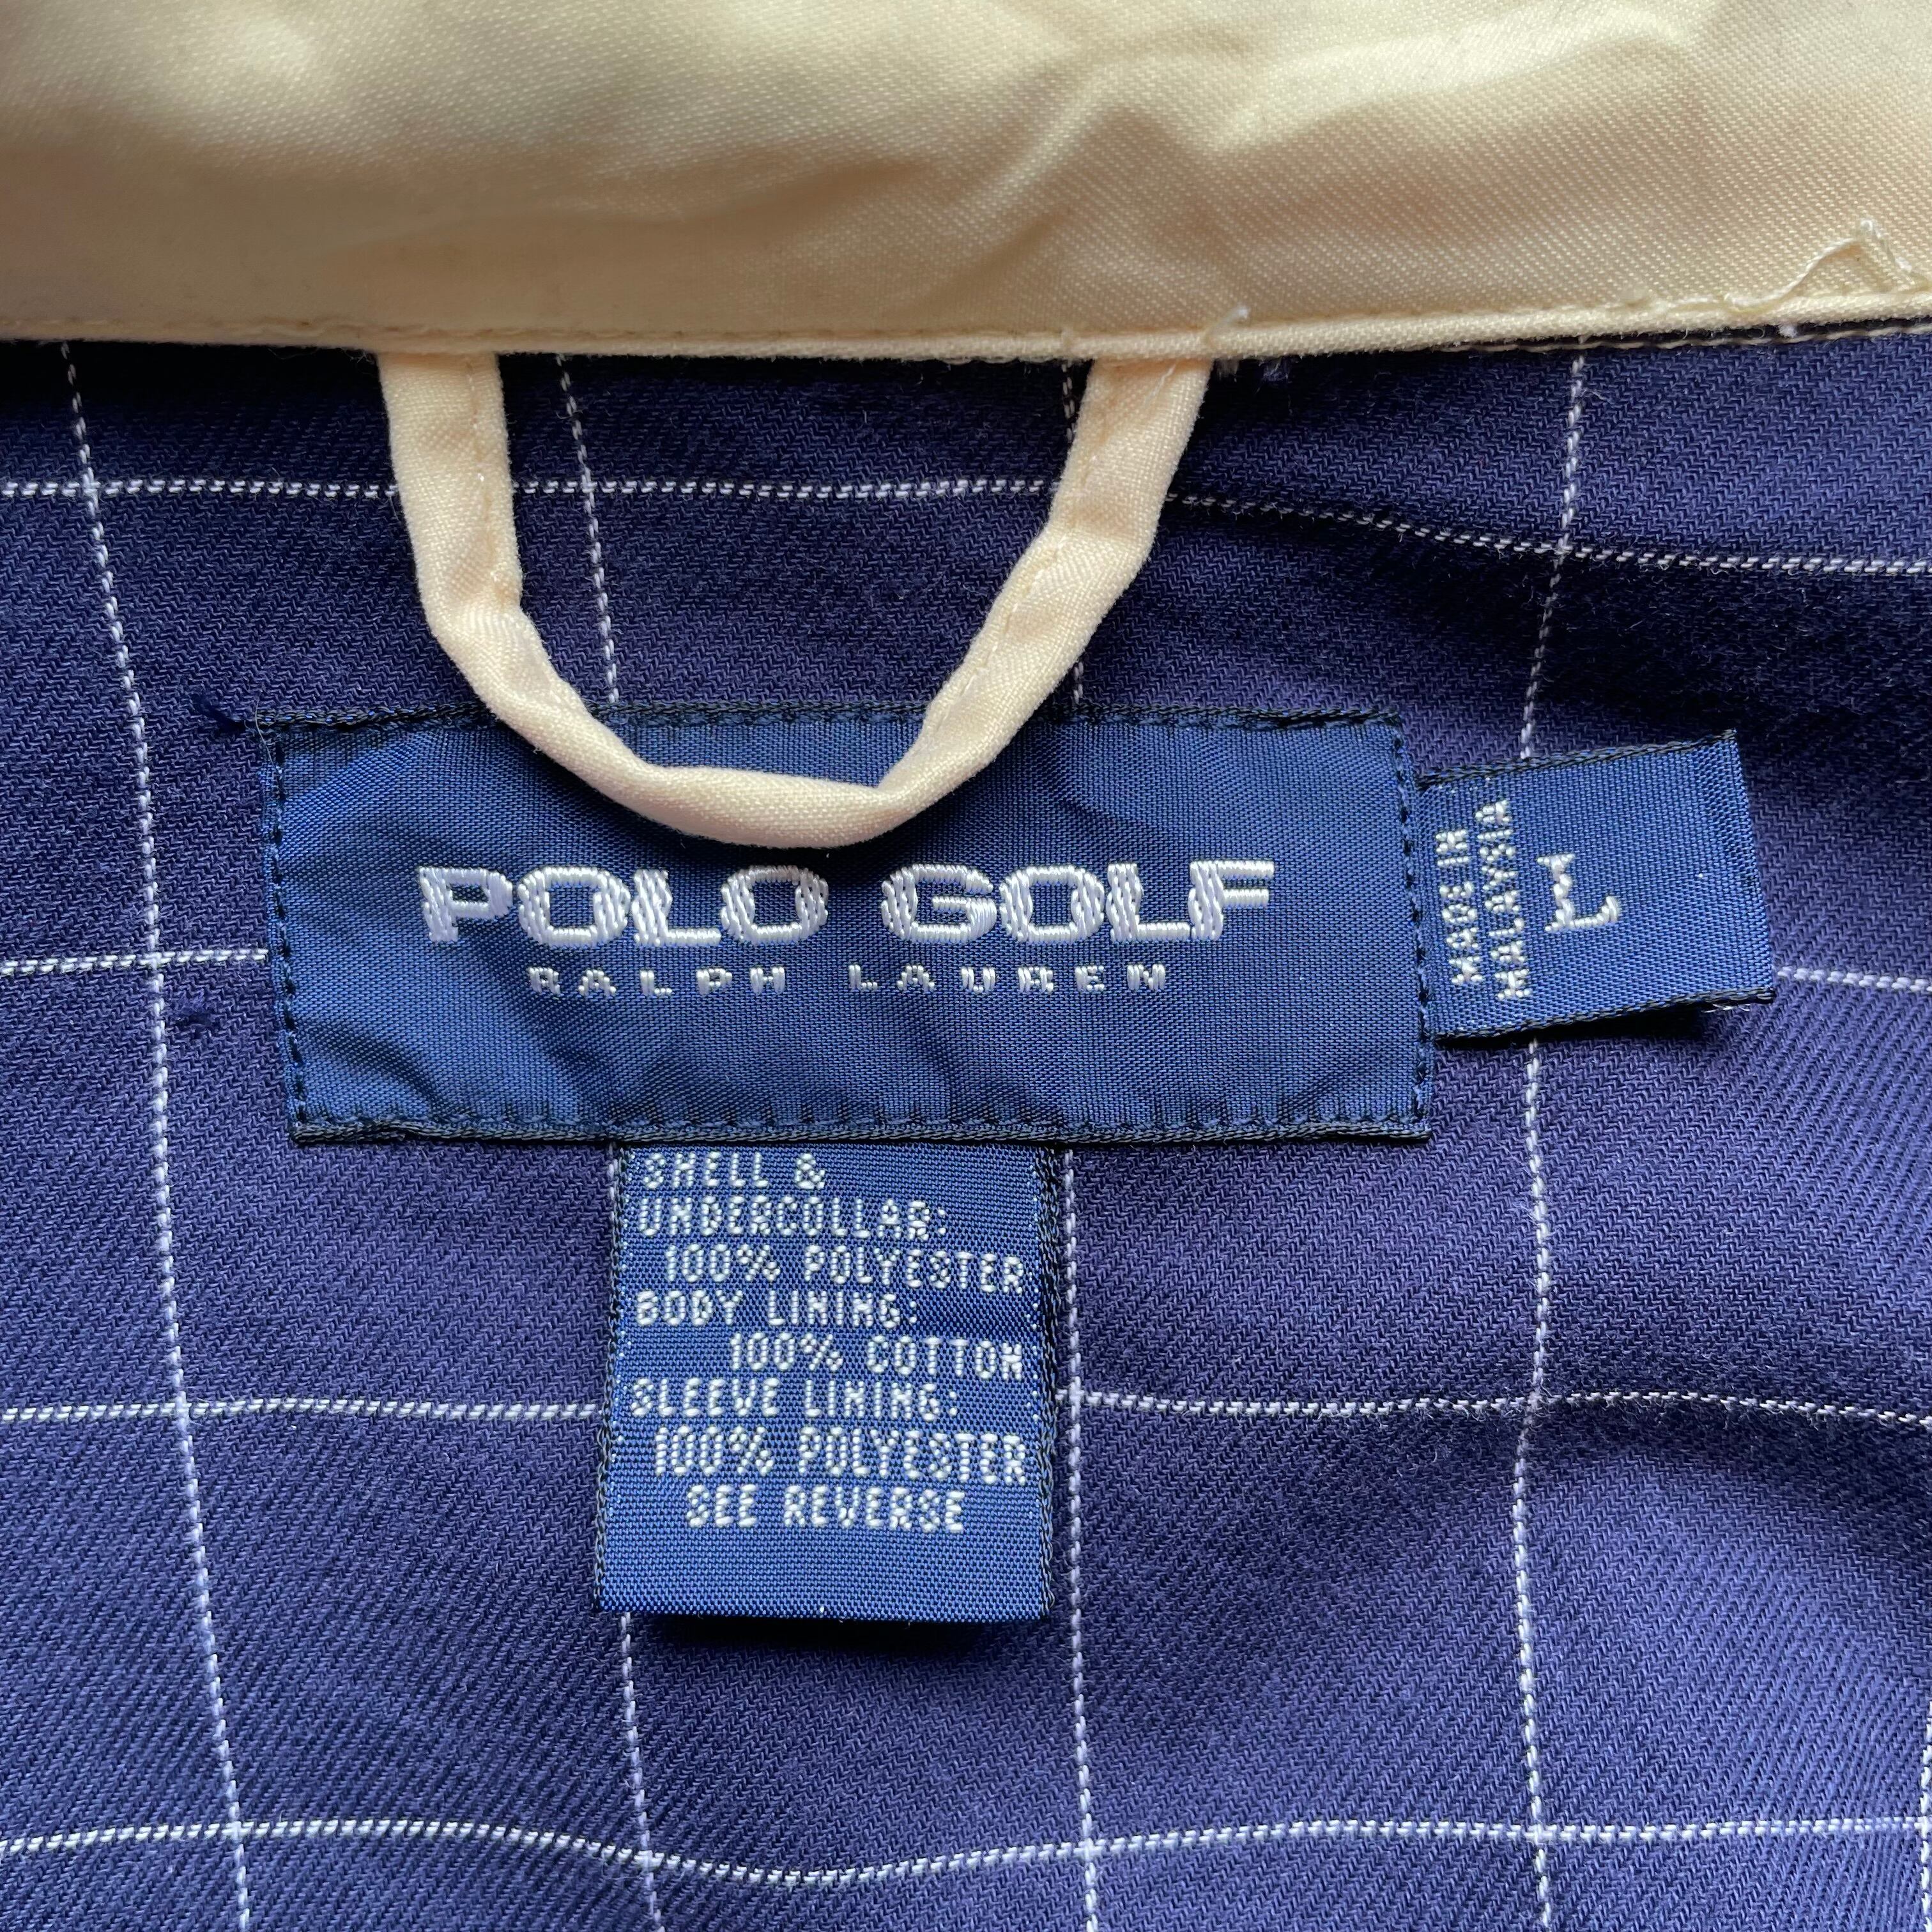 POLO GOLF
RALPH LAUREN
MADE IN
MALAYSIA
L
SHELL &
UNDERCOLLAR:
100% POLYESTER
BODY LINING:
100% COTTON
SLEEVE LINING:
100% POLYESTER
SEE REVERSE